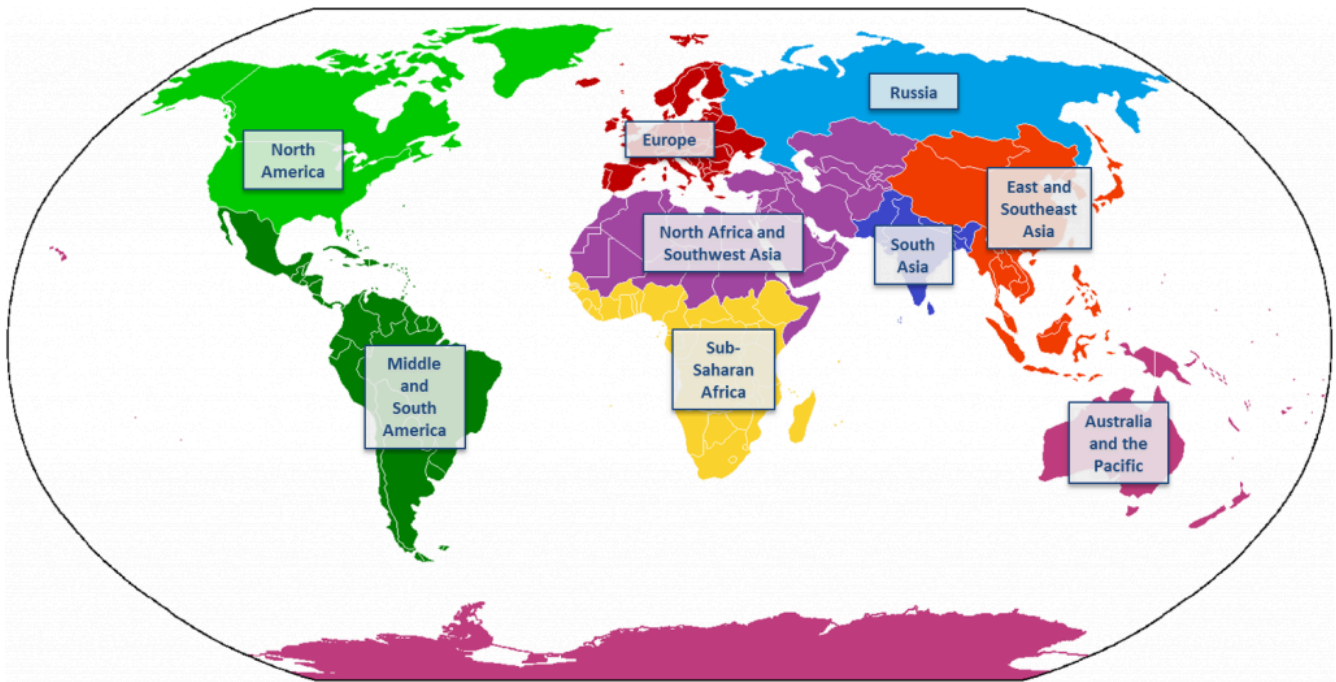 Russia
Europe
North
America
East and
Southeast
Asia
North Africa and
Southwest Asia
South
Asia
Sub-
Saharan
Africa
Middle
and
South
America
Australia
and the
Pacific